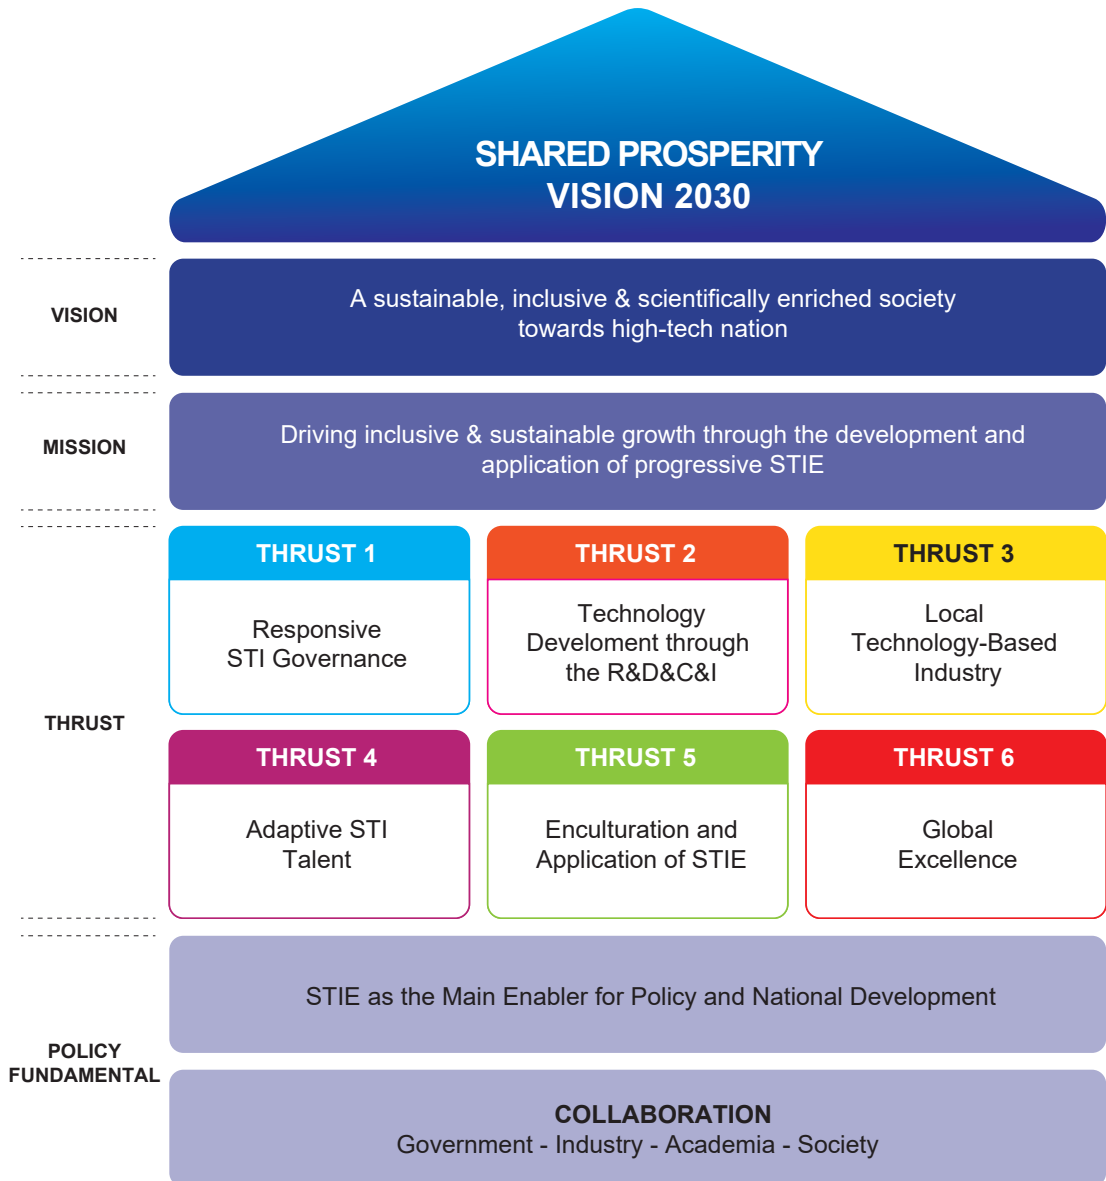 SHARED PROSPERITY
VISION 2030
VISION
A sustainable, inclusive & scientifically enriched society
towards high-tech nation
MISSION
Driving inclusive & sustainable growth through the development and
application of progressive STIE
THRUST
THRUST 1
Responsive
STI Governance
THRUST 2
Technology
Develoment through
the R&D&C&I
THRUST 3
Local
Technology-Based
Industry
THRUST 4
Adaptive STI
Talent
THRUST 5
Enculturation and
Application of STIE
THRUST 6
Global
Excellence
POLICY
FUNDAMENTAL
STIE as the Main Enabler for Policy and National Development
COLLABORATION
Government - Industry - Academia - Society